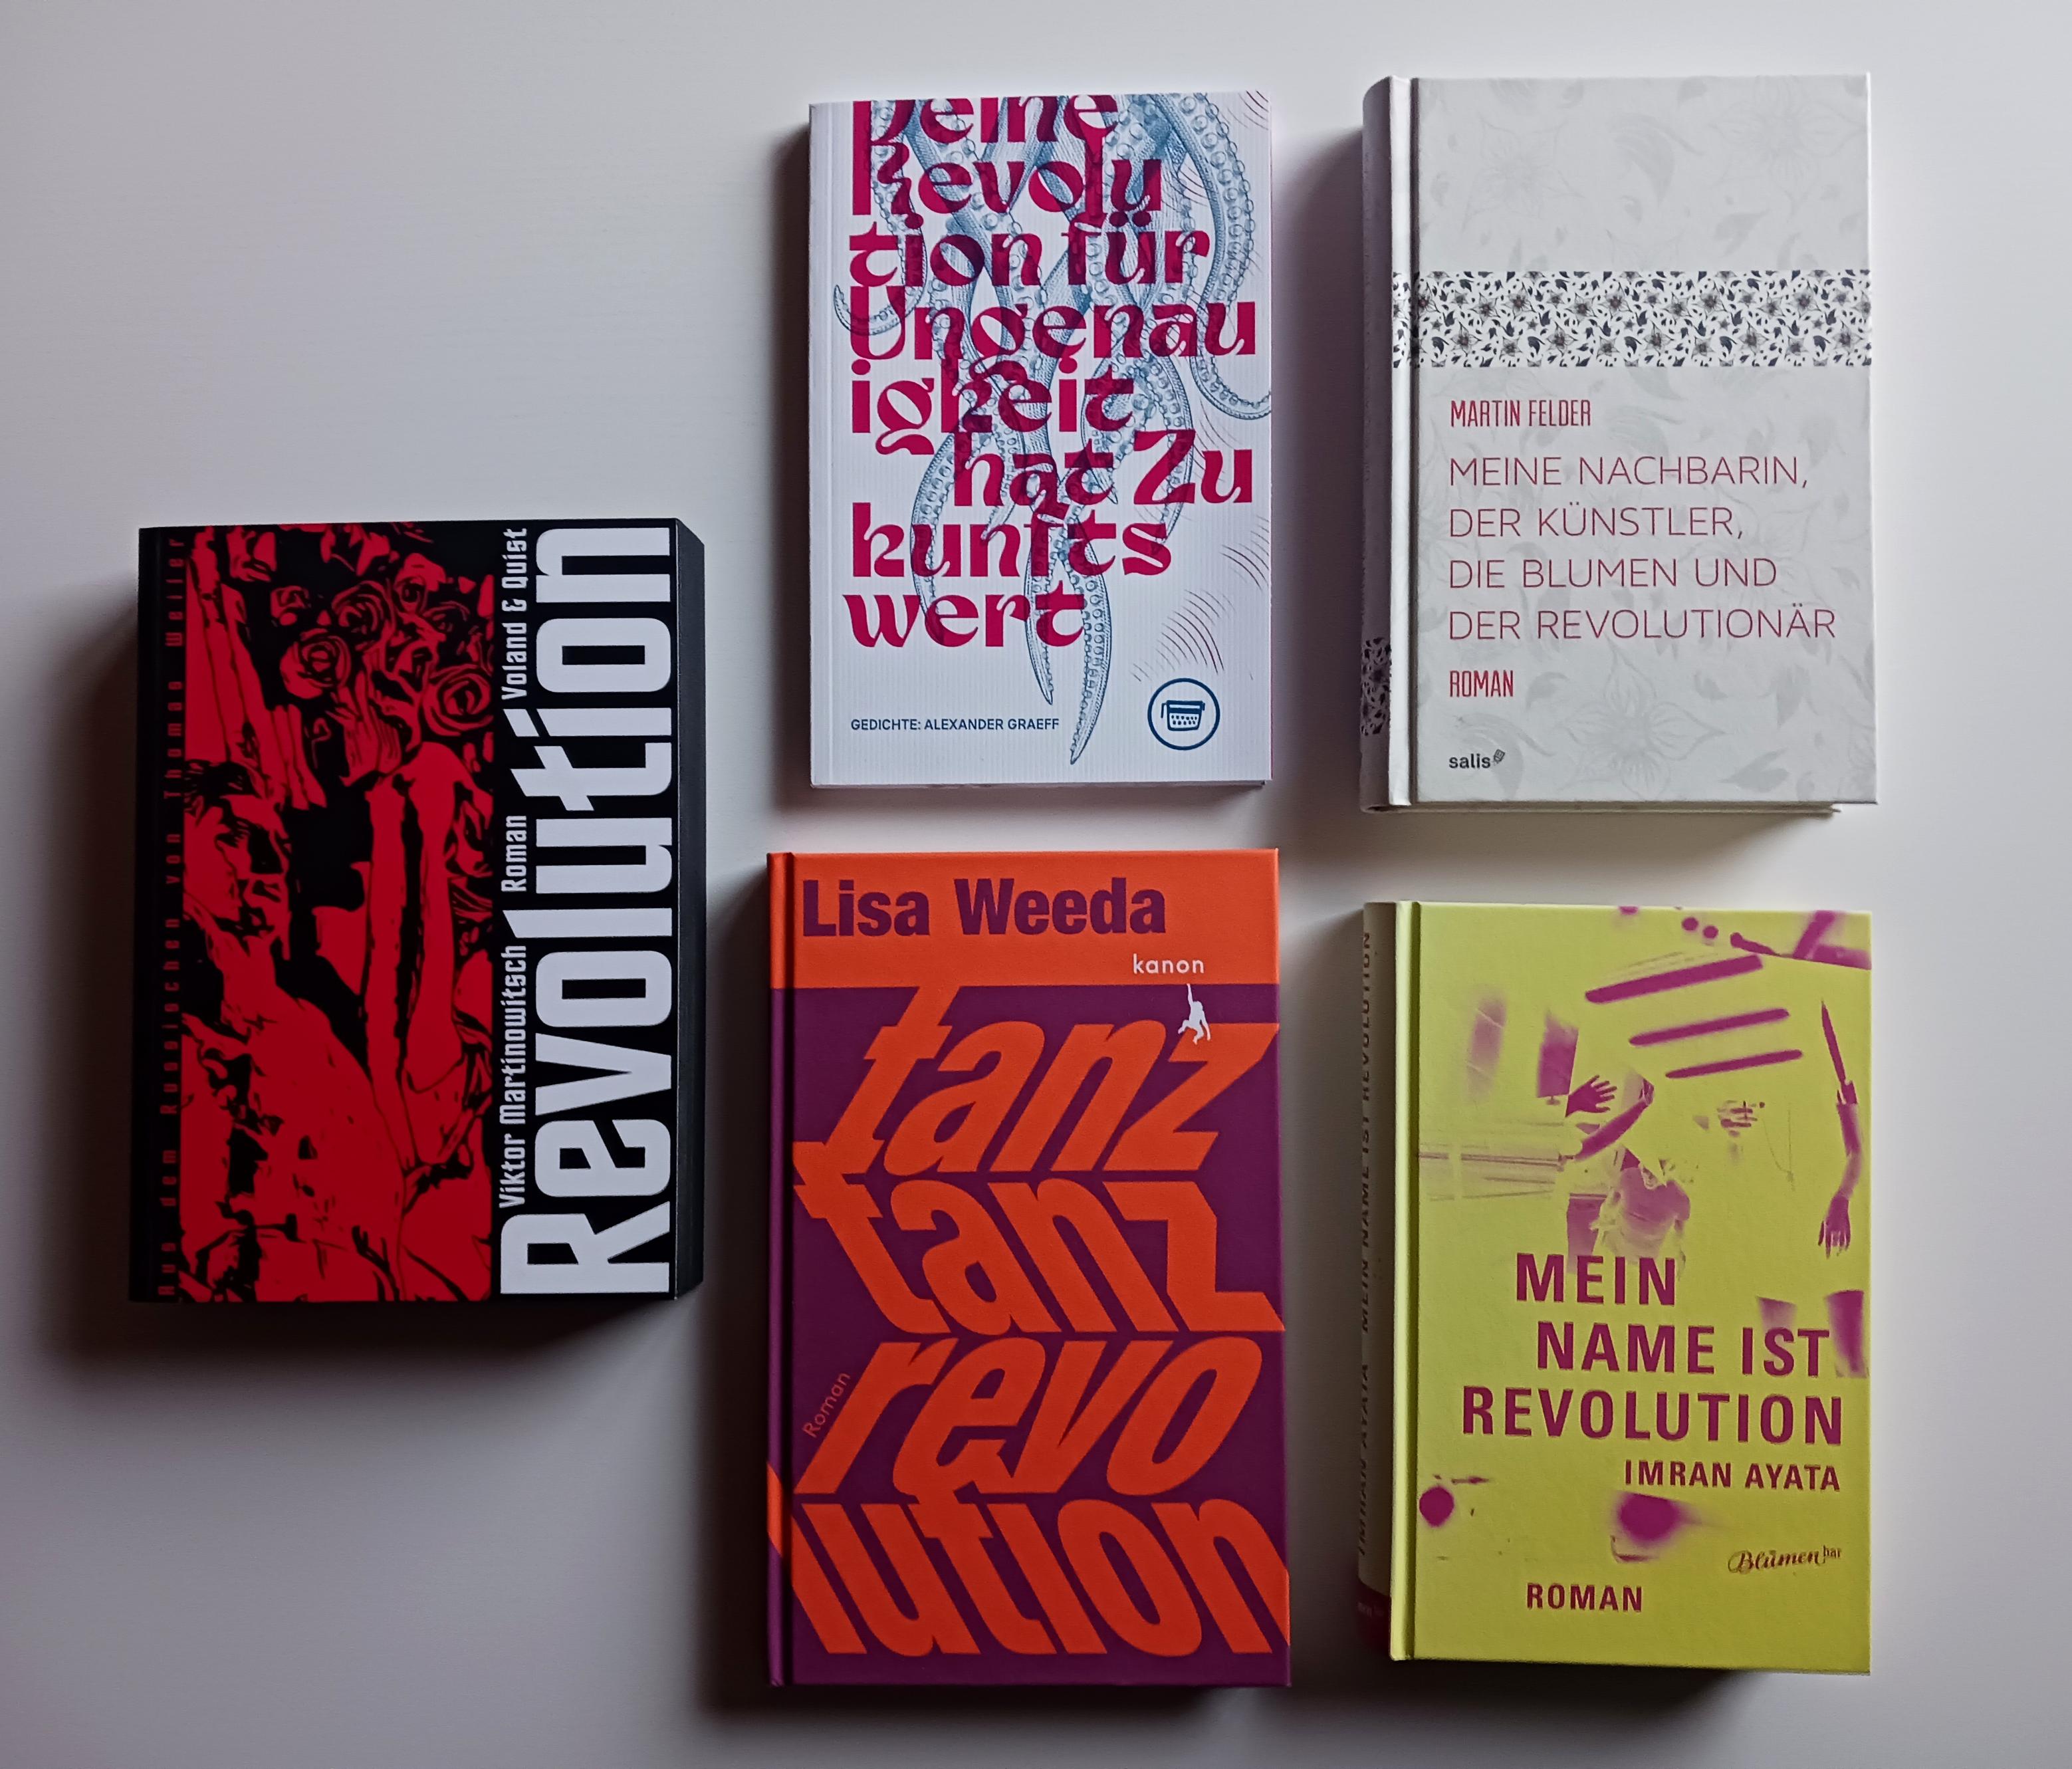 Aus dem Russischen von Thomas Weiler
Viktor Martinowitsch Roman Voland & Quist
Revolution
Deine
Revolu
tion für
Ungenau
igkeit
hat Zu
kunfts
wert
GEDICHTE: ALEXANDER GRAEFF
MARTIN FELDER
MEINE NACHBARIN,
DER KÜNSTLER,
DIE BLUMEN UND
DER REVOLUTIONÄR
ROMAN
salis
Lisa Weeda
kanon
tanz
tanz
revo
lution
Roman
IMRAN AYATA MEIN NAME IST REVOLUTION
MEIN
NAME IST
REVOLUTION
IMRAN AYATA
Blumenbar
ROMAN